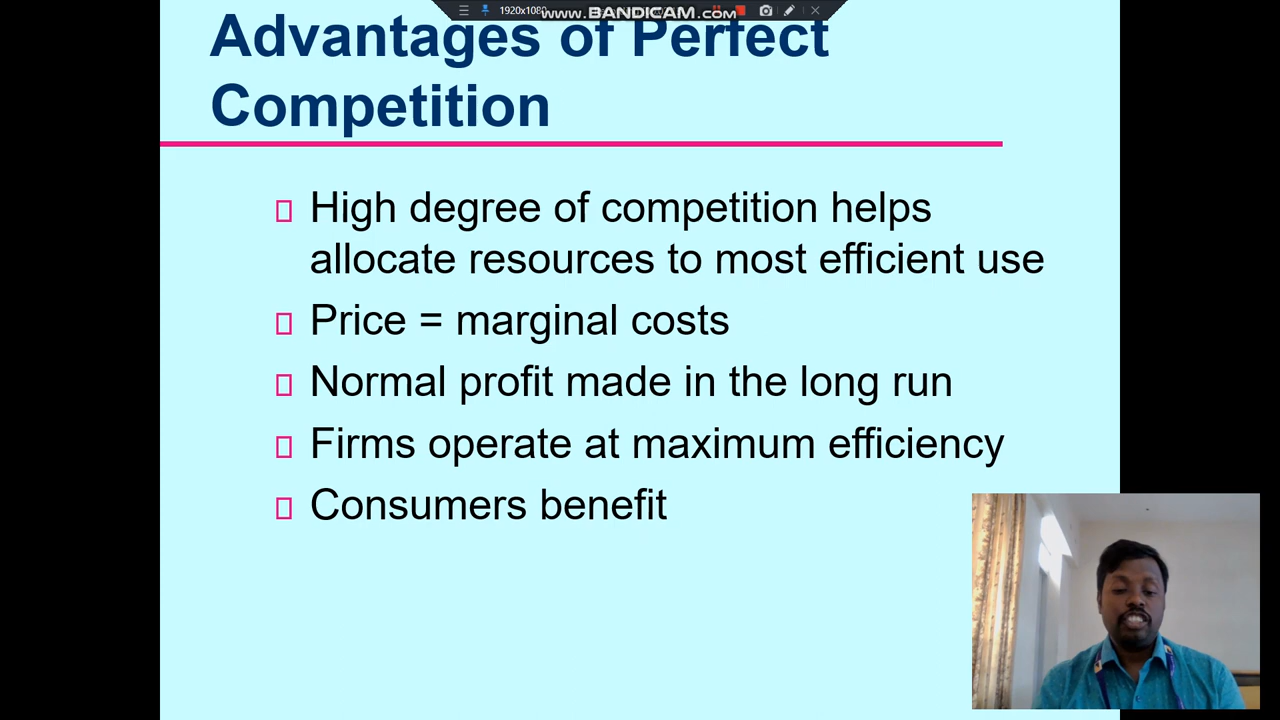 1920x1080
www.BANDICAM.com
Advantages of Perfect
Competition
High degree of competition helps
allocate resources to most efficient use
Price = marginal costs
Normal profit made in the long run
Firms operate at maximum efficiency
Consumers benefit